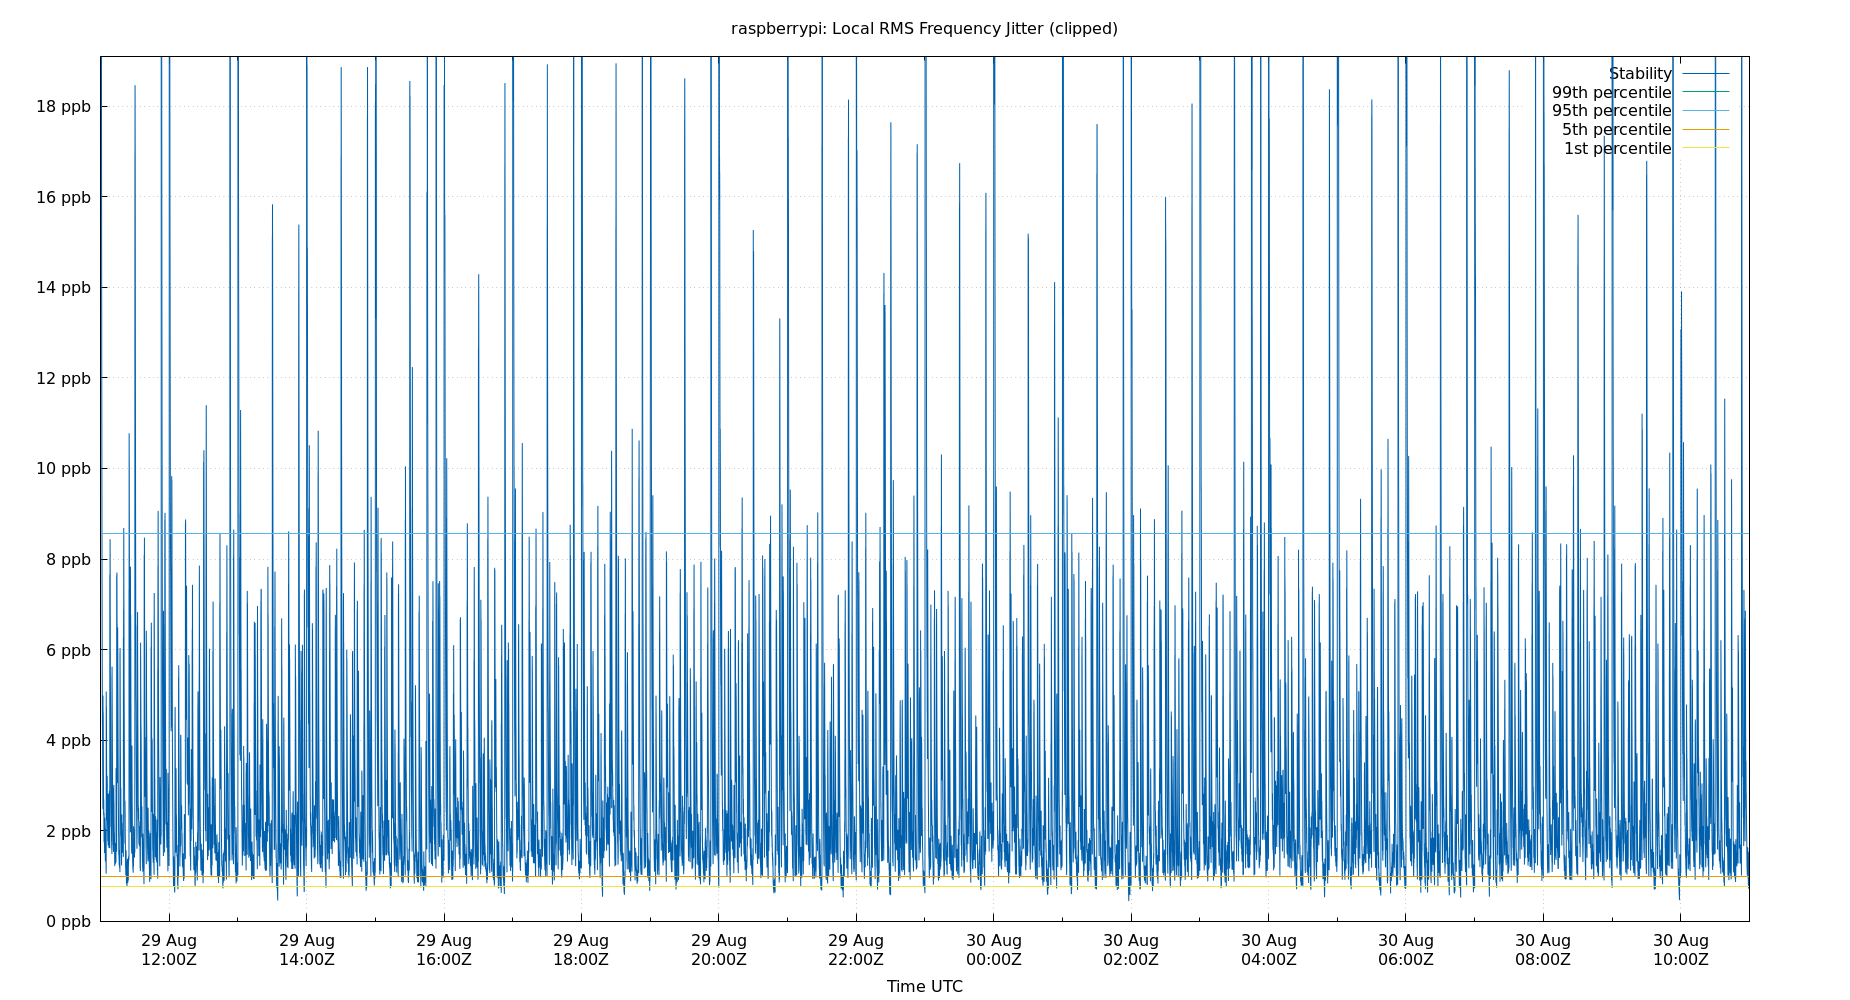 raspberrypi: Local RMS Frequency Jitter (clipped)
Stability
99th percentile
95th percentile
5th percentile
1st percentile
18 ppb
16 ppb
14 ppb
12 ppb
10 ppb
8 ppb
6 ppb
4 ppb
2 ppb
0 ppb
29 Aug 29 Aug 29 Aug 29 Aug 29 Aug 29 Aug 30 Aug 30 Aug 30 Aug 30 Aug 30 Aug 30 Aug
12:00Z 14:00Z 16:00Z 18:00Z 20:00Z 22:00Z 00:00Z 02:00Z 04:00Z 06:00Z 08:00Z 10:00Z
Time UTC